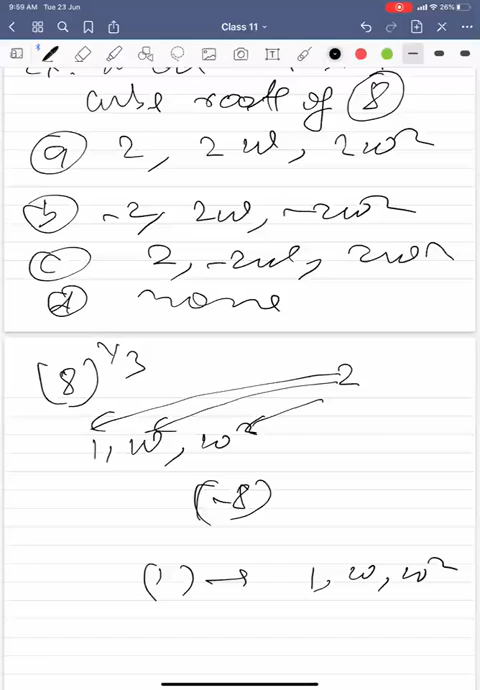 9:59 AM Tue 23 Jun
26%
Class 11
cube roots of 8
a 2, 2ω, 2ω²
b -2, 2ω, -2ω²
c 2, -2ω, 2ω²
d none
(8)^1/3 2
1, ω, ω²
(-8)
(1) → 1, ω, ω²